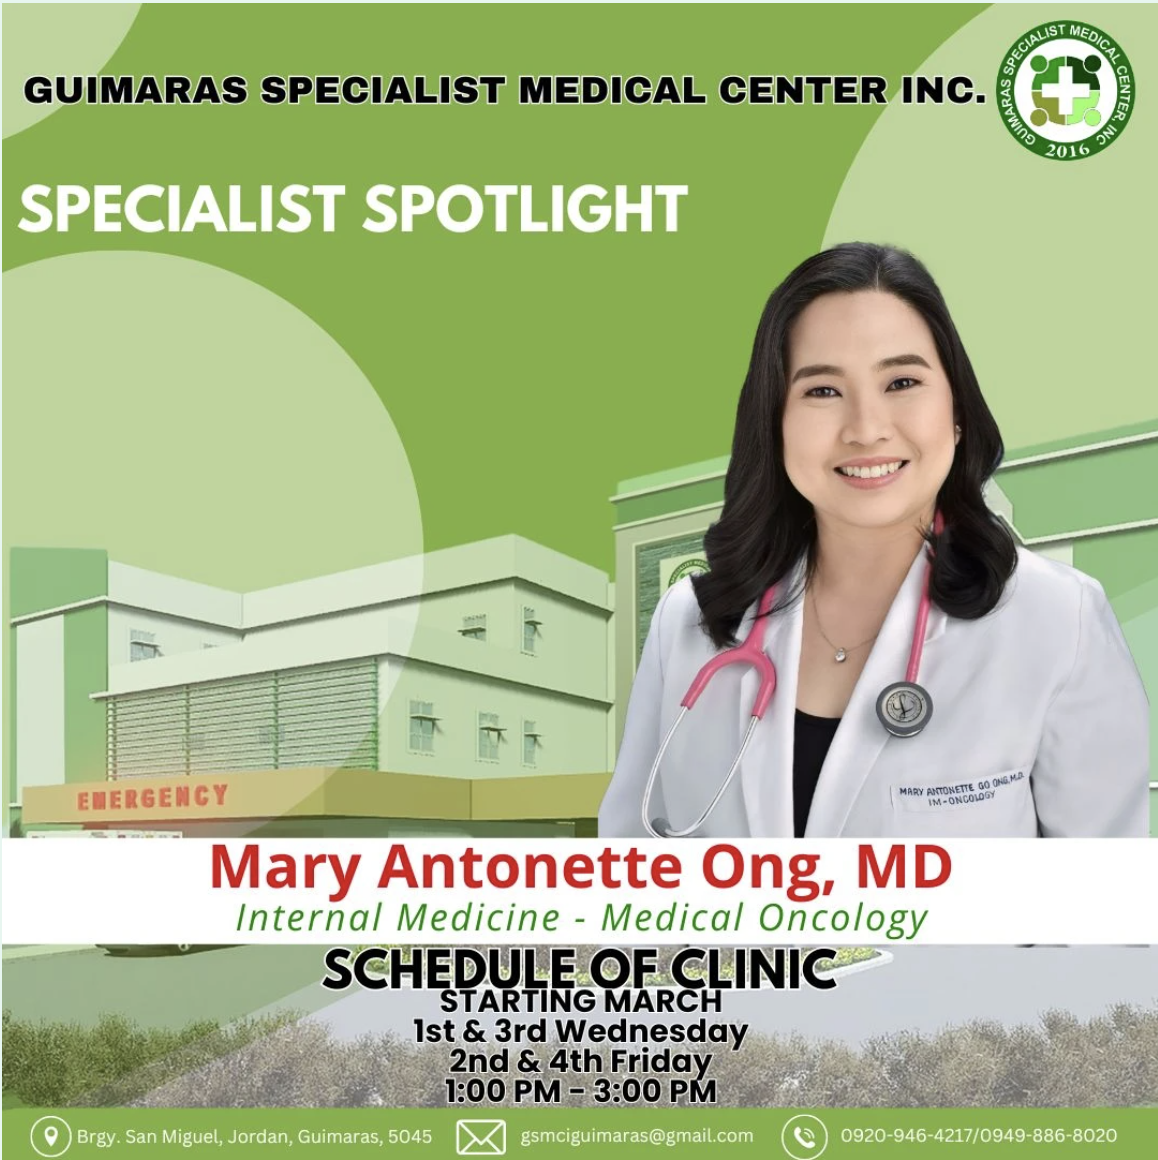 GUIMARAS SPECIALIST MEDICAL CENTER INC.
GUIMARAS SPECIALIST MEDICAL CENTER, INC
2016
SPECIALIST SPOTLIGHT
EMERGENCY
MARY ANTONETTE GO ONG, M.D.
IM-ONCOLOGY
Mary Antonette Ong, MD
Internal Medicine - Medical Oncology
SCHEDULE OF CLINIC
STARTING MARCH
1st & 3rd Wednesday
2nd & 4th Friday
1:00 PM – 3:00 PM
Brgy. San Miguel, Jordan, Guimaras, 5045
gsmciguimaras@gmail.com
0920-946-4217/0949-886-8020